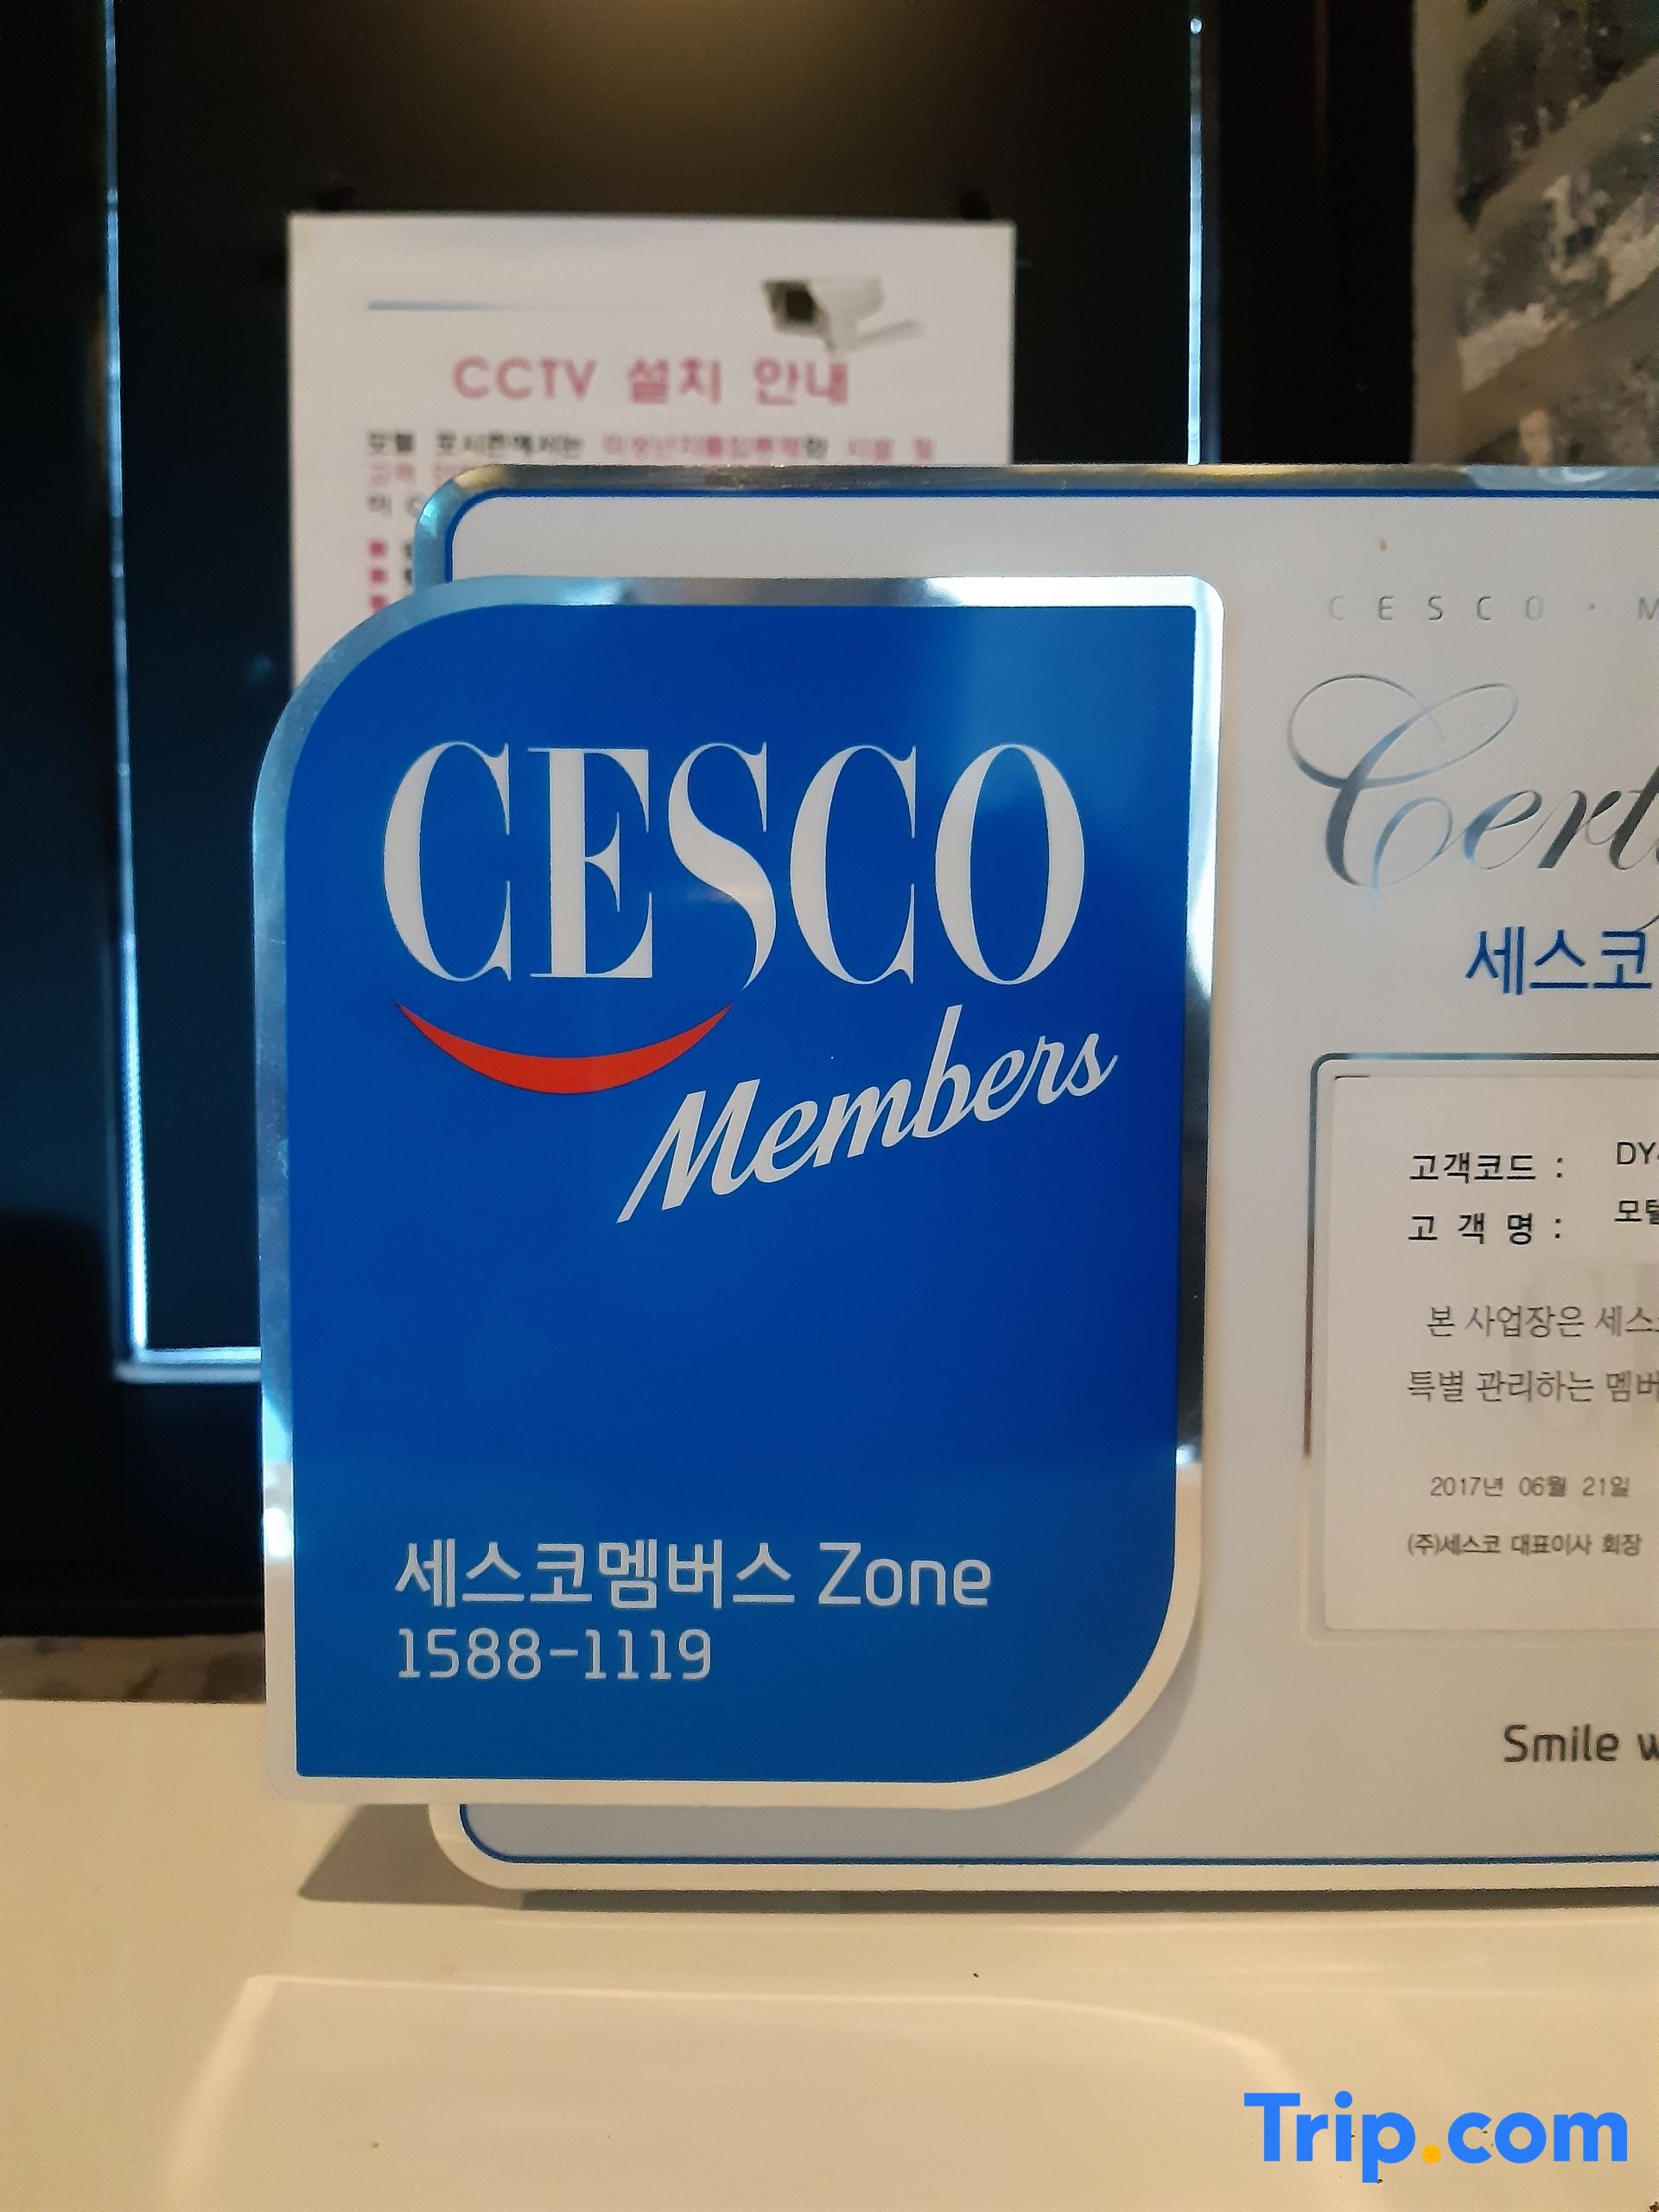 CCTV 설치 안내
CESCO
Members
세스코멤버스 Zone
1588-1119
CESCO · M
Cert
세스코
고객코드 : DY
고 객 명 : 모텔
본 사업장은 세스
특별 관리하는 멤버
2017년 06월 21일
(주)세스코 대표이사 회장
Smile w
Trip.com